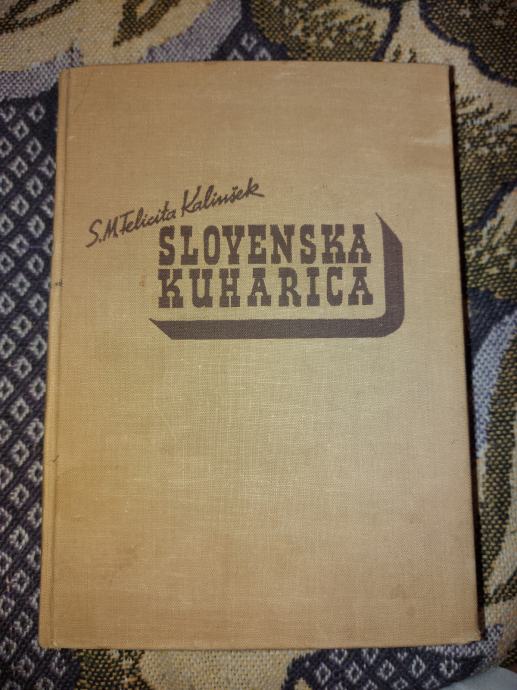 S. M. Felicita Kalinšek
SLOVENSKA
KUHARICA